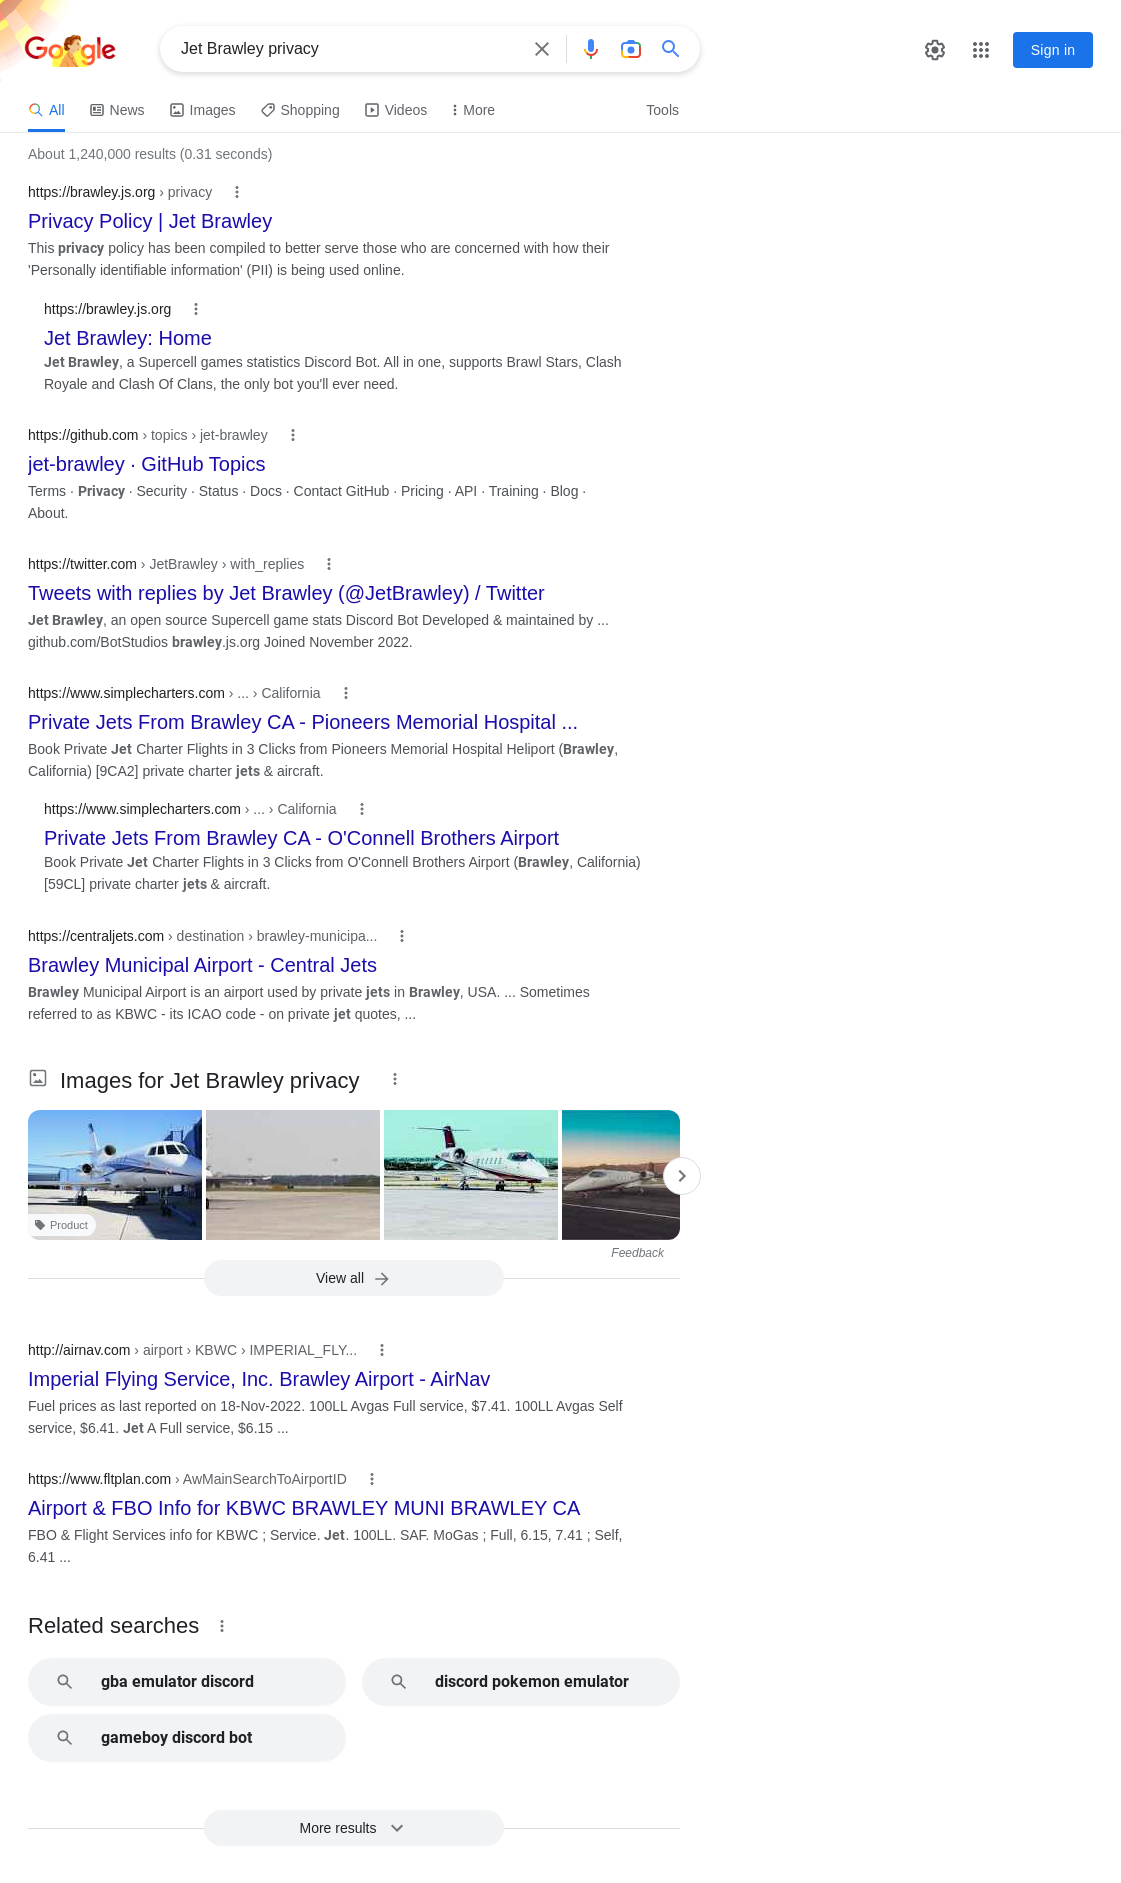 Google
Jet Brawley privacy
Sign in
All
News
Images
Shopping
Videos
More
Tools
About 1,240,000 results (0.31 seconds)
https://brawley.js.org › privacy
Privacy Policy | Jet Brawley
This privacy policy has been compiled to better serve those who are concerned with how their
'Personally identifiable information' (PII) is being used online.
https://brawley.js.org
Jet Brawley: Home
Jet Brawley, a Supercell games statistics Discord Bot. All in one, supports Brawl Stars, Clash
Royale and Clash Of Clans, the only bot you'll ever need.
https://github.com › topics › jet-brawley
jet-brawley · GitHub Topics
Terms · Privacy · Security · Status · Docs · Contact GitHub · Pricing · API · Training · Blog ·
About.
https://twitter.com › JetBrawley › with_replies
Tweets with replies by Jet Brawley (@JetBrawley) / Twitter
Jet Brawley, an open source Supercell game stats Discord Bot Developed & maintained by ...
github.com/BotStudios brawley.js.org Joined November 2022.
https://www.simplecharters.com › ... › California
Private Jets From Brawley CA - Pioneers Memorial Hospital ...
Book Private Jet Charter Flights in 3 Clicks from Pioneers Memorial Hospital Heliport (Brawley,
California) [9CA2] private charter jets & aircraft.
https://www.simplecharters.com › ... › California
Private Jets From Brawley CA - O'Connell Brothers Airport
Book Private Jet Charter Flights in 3 Clicks from O'Connell Brothers Airport (Brawley, California)
[59CL] private charter jets & aircraft.
https://centraljets.com › destination › brawley-municipa...
Brawley Municipal Airport - Central Jets
Brawley Municipal Airport is an airport used by private jets in Brawley, USA. ... Sometimes
referred to as KBWC - its ICAO code - on private jet quotes, ...
Images for Jet Brawley privacy
Product
Feedback
View all
http://airnav.com › airport › KBWC › IMPERIAL_FLY...
Imperial Flying Service, Inc. Brawley Airport - AirNav
Fuel prices as last reported on 18-Nov-2022. 100LL Avgas Full service, $7.41. 100LL Avgas Self
service, $6.41. Jet A Full service, $6.15 ...
https://www.fltplan.com › AwMainSearchToAirportID
Airport & FBO Info for KBWC BRAWLEY MUNI BRAWLEY CA
FBO & Flight Services info for KBWC ; Service. Jet. 100LL. SAF. MoGas ; Full, 6.15, 7.41 ; Self,
6.41 ...
Related searches
gba emulator discord
discord pokemon emulator
gameboy discord bot
More results